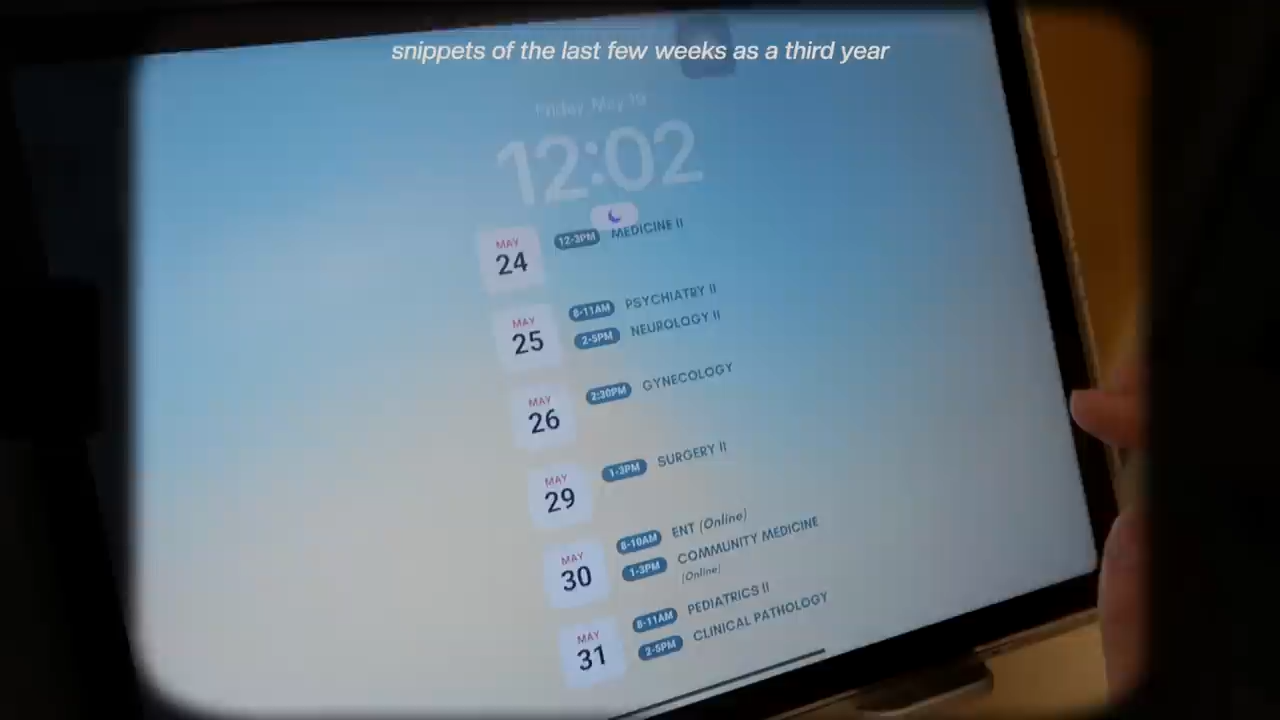 snippets of the last few weeks as a third year
Friday, May 19
12:02
MAY
24
12-3PM MEDICINE II
MAY
25
8-11AM PSYCHIATRY II
2-5PM NEUROLOGY II
MAY
26
2:30PM GYNECOLOGY
MAY
29
1-3PM SURGERY II
MAY
30
8-10AM ENT (Online)
1-3PM COMMUNITY MEDICINE
(Online)
MAY
31
8-11AM PEDIATRICS II
2-5PM CLINICAL PATHOLOGY